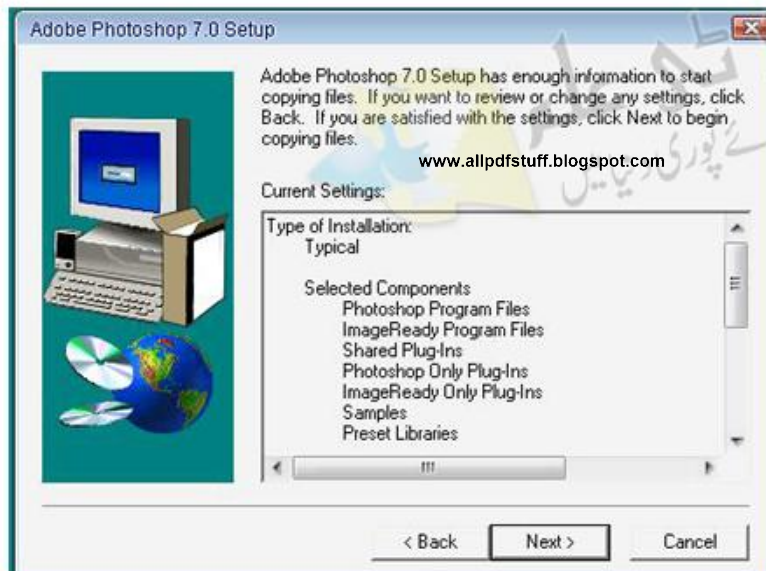 Adobe Photoshop 7.0 Setup
Adobe Photoshop 7.0 Setup has enough information to start
copying files. If you want to review or change any settings, click
Back. If you are satisfied with the settings, click Next to begin
copying files.
www.allpdfstuff.blogspot.com
Current Settings:
Type of Installation:
Typical
Selected Components
Photoshop Program Files
ImageReady Program Files
Shared Plug-Ins
Photoshop Only Plug-Ins
ImageReady Only Plug-Ins
Samples
Preset Libraries
< Back
Next >
Cancel